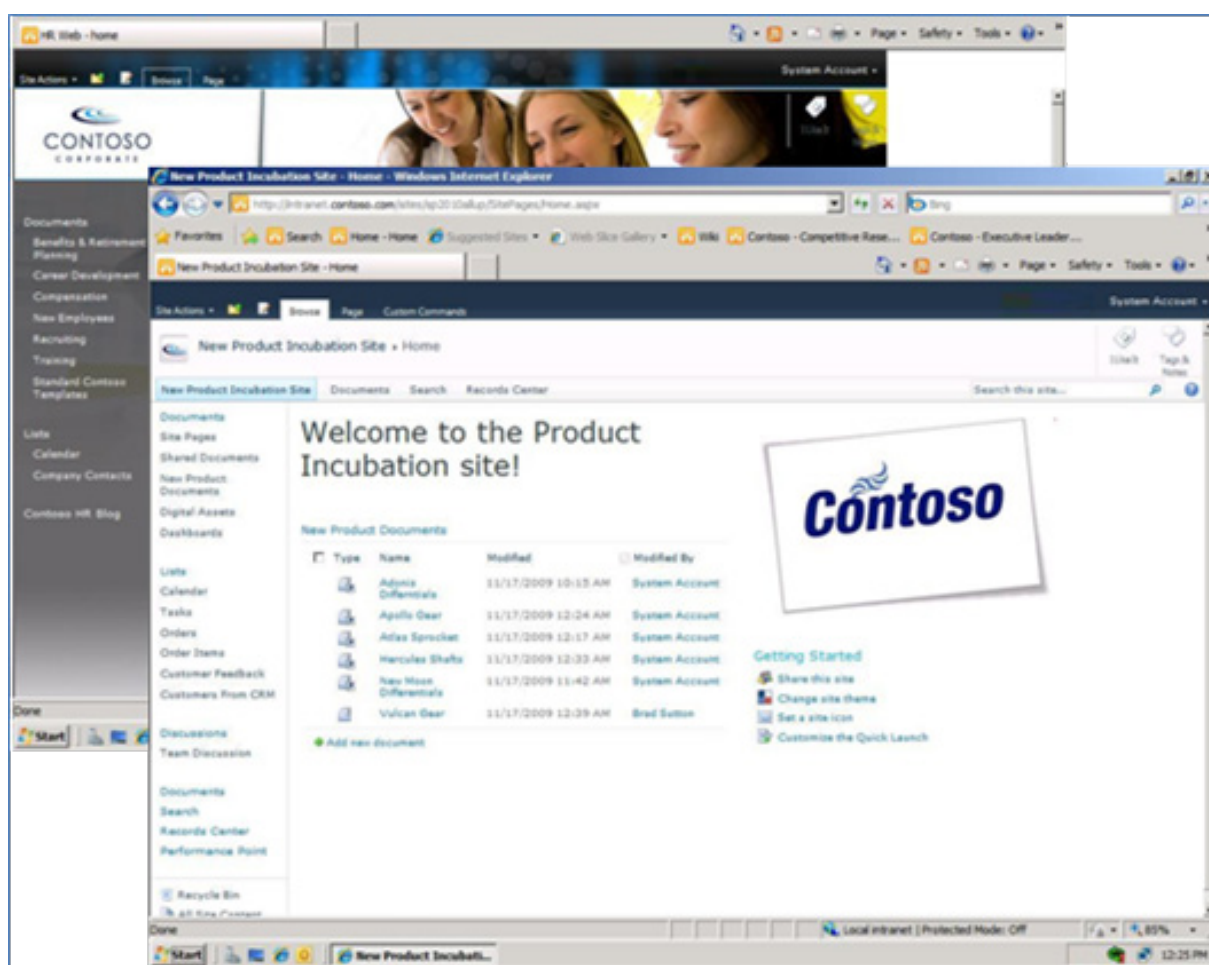 HR Web - home
Page Safety Tools
Site Actions Browse Page
System Account
CONTOSO
CORPORATE
I Like It
Documents
Benefits & Retirement
Planning
Career Development
Compensation
New Employees
Recruiting
Training
Standard Contoso
Templates
Lists
Calendar
Company Contacts
Contoso HR Blog
Done
Start
New Product Incubation Site - Home - Windows Internet Explorer
http://intranet.contoso.com/sites/sp2010allup/SitePages/Home.aspx
Bing
Favorites Search Home - Home Suggested Sites Web Slice Gallery Wiki Contoso - Competitive Rese... Contoso - Executive Leader...
New Product Incubation Site - Home
Page Safety Tools
Site Actions Browse Page Custom Commands
System Account
New Product Incubation Site Home
I Like It Tags &
Notes
New Product Incubation Site Documents Search Records Center
Search this site...
Documents
Site Pages
Shared Documents
New Product
Documents
Digital Assets
Dashboards
Lists
Calendar
Tasks
Orders
Order Items
Customer Feedback
Customers From CRM
Discussions
Team Discussion
Documents
Search
Records Center
Performance Point
Recycle Bin
All Site Content
Welcome to the Product
Incubation site!
New Product Documents
Type Name Modified Modified By
Adonis
Differntials 11/17/2009 10:15 AM System Account
Apollo Gear 11/17/2009 12:24 AM System Account
Atlas Sprocket 11/17/2009 12:17 AM System Account
Hercules Shafts 11/17/2009 12:33 AM System Account
New Moon
Differentials 11/17/2009 11:42 AM System Account
Vulcan Gear 11/17/2009 12:39 AM Brad Sutton
Add new document
Contoso
Getting Started
Share this site
Change site theme
Set a site icon
Customize the Quick Launch
Done
Local intranet | Protected Mode: Off
85%
Start
New Product Incubati...
12:25 PM